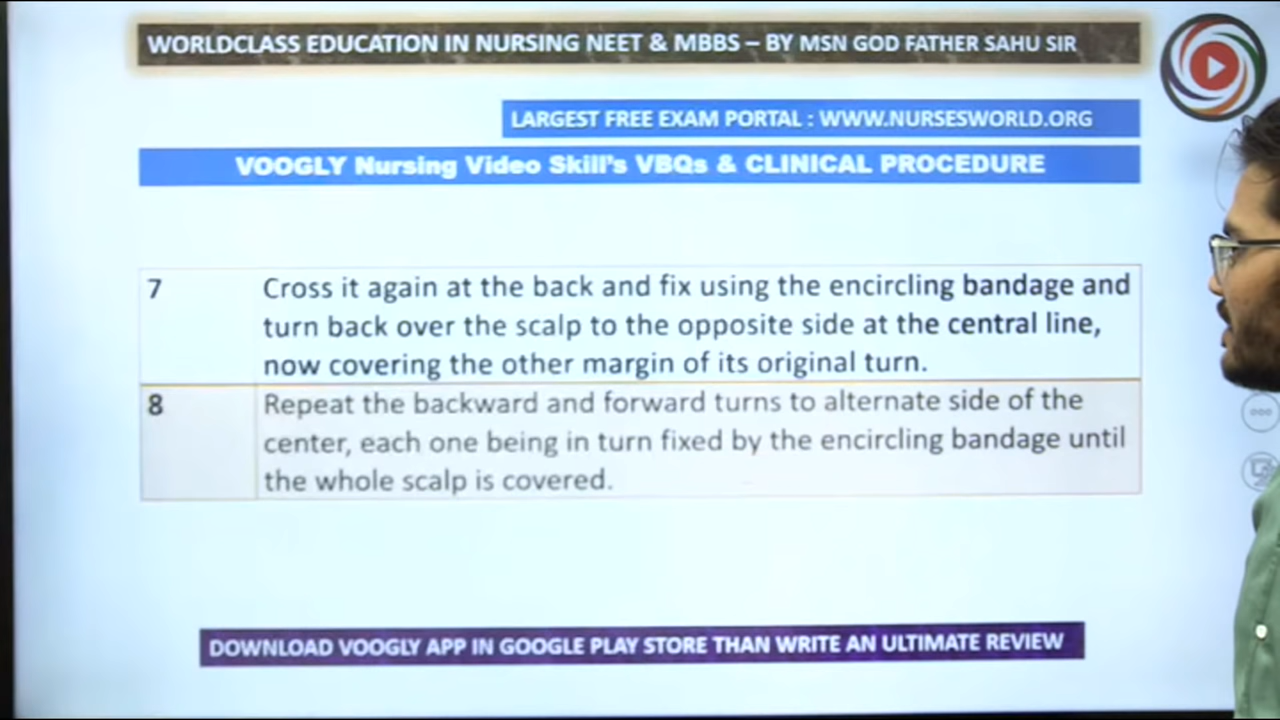 WORLDCLASS EDUCATION IN NURSING NEET & MBBS – BY MSN GOD FATHER SAHU SIR
LARGEST FREE EXAM PORTAL : WWW.NURSESWORLD.ORG
VOOGLY Nursing Video Skill's VBQs & CLINICAL PROCEDURE
7 Cross it again at the back and fix using the encircling bandage and
turn back over the scalp to the opposite side at the central line,
now covering the other margin of its original turn.
8 Repeat the backward and forward turns to alternate side of the
center, each one being in turn fixed by the encircling bandage until
the whole scalp is covered.
DOWNLOAD VOOGLY APP IN GOOGLE PLAY STORE THAN WRITE AN ULTIMATE REVIEW